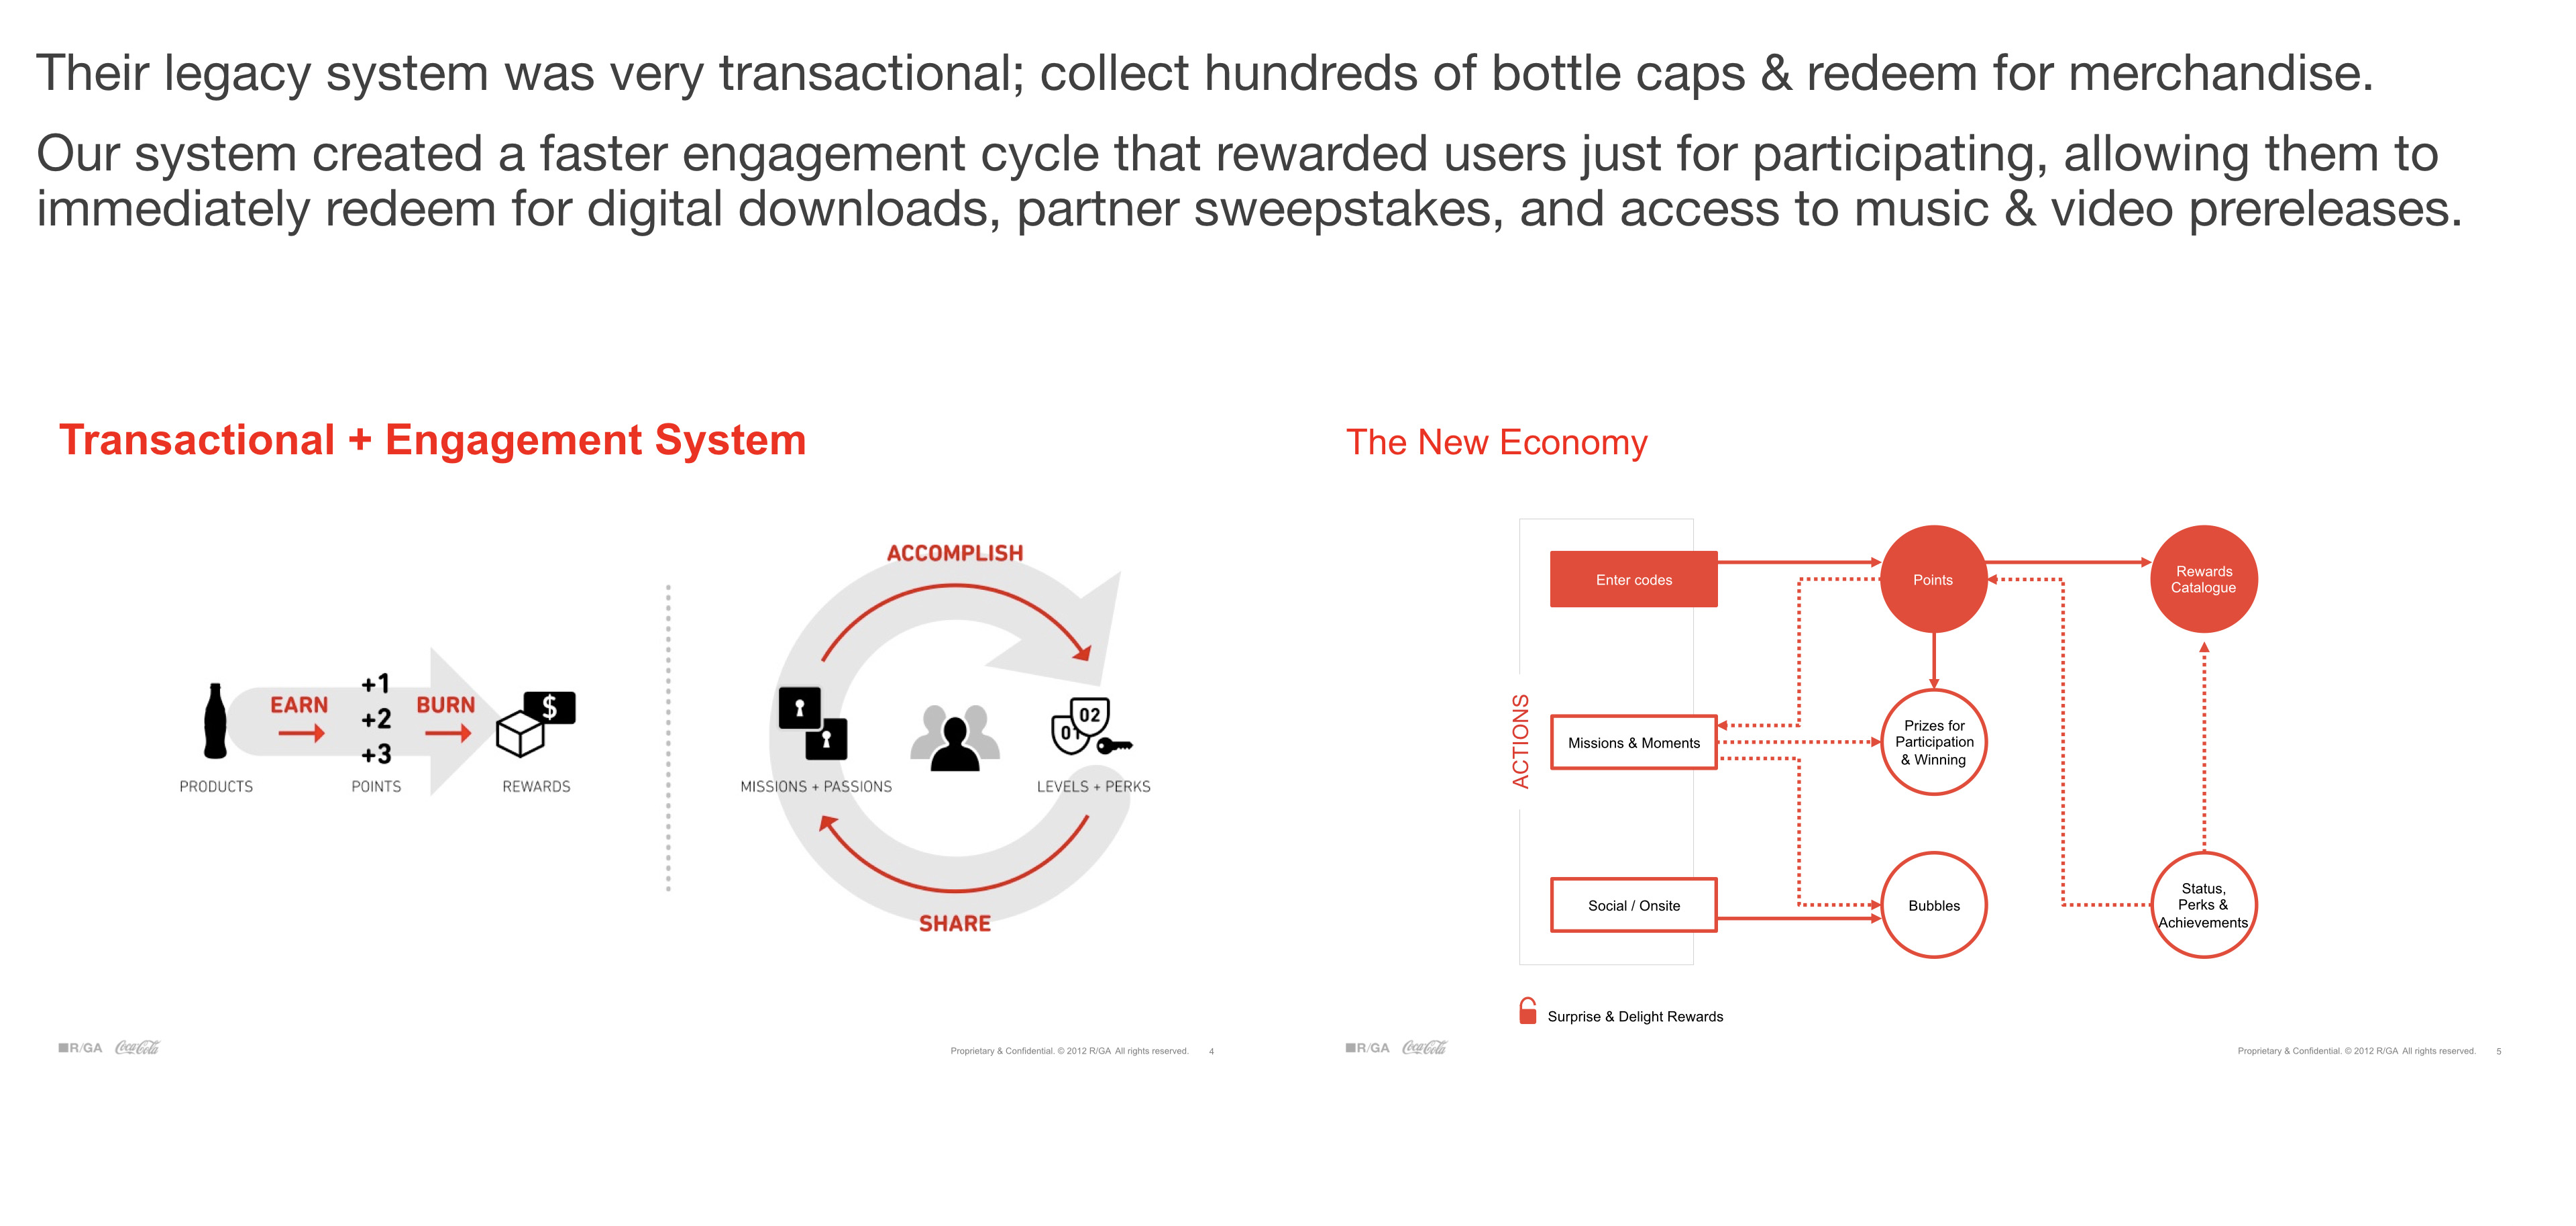 Their legacy system was very transactional; collect hundreds of bottle caps & redeem for merchandise.
Our system created a faster engagement cycle that rewarded users just for participating, allowing them to
immediately redeem for digital downloads, partner sweepstakes, and access to music & video prereleases.
Transactional + Engagement System
EARN
+1
+2
+3
BURN
$
PRODUCTS
POINTS
REWARDS
ACCOMPLISH
01
02
MISSIONS + PASSIONS
LEVELS + PERKS
SHARE
R/GA
Coca-Cola
Proprietary & Confidential. © 2012 R/GA All rights reserved.
4
The New Economy
ACTIONS
Enter codes
Points
Rewards
Catalogue
Missions & Moments
Prizes for
Participation
& Winning
Social / Onsite
Bubbles
Status,
Perks &
Achievements
Surprise & Delight Rewards
R/GA
Coca-Cola
Proprietary & Confidential. © 2012 R/GA All rights reserved.
5